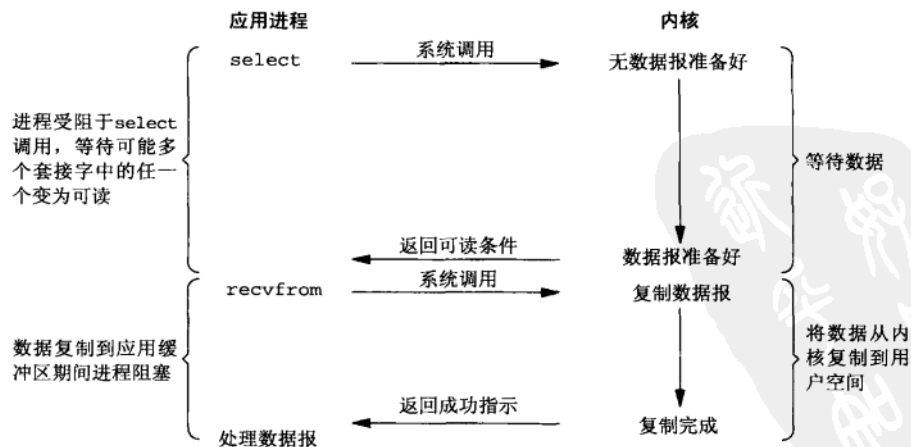 应用进程
内核
select
系统调用
无数据报准备好
进程受阻于select
调用，等待可能多
个套接字中的任一
个变为可读
等待数据
返回可读条件
数据报准备好
recvfrom
系统调用
复制数据报
数据复制到应用缓
冲区期间进程阻塞
将数据从内
核复制到用
户空间
返回成功指示
复制完成
处理数据报